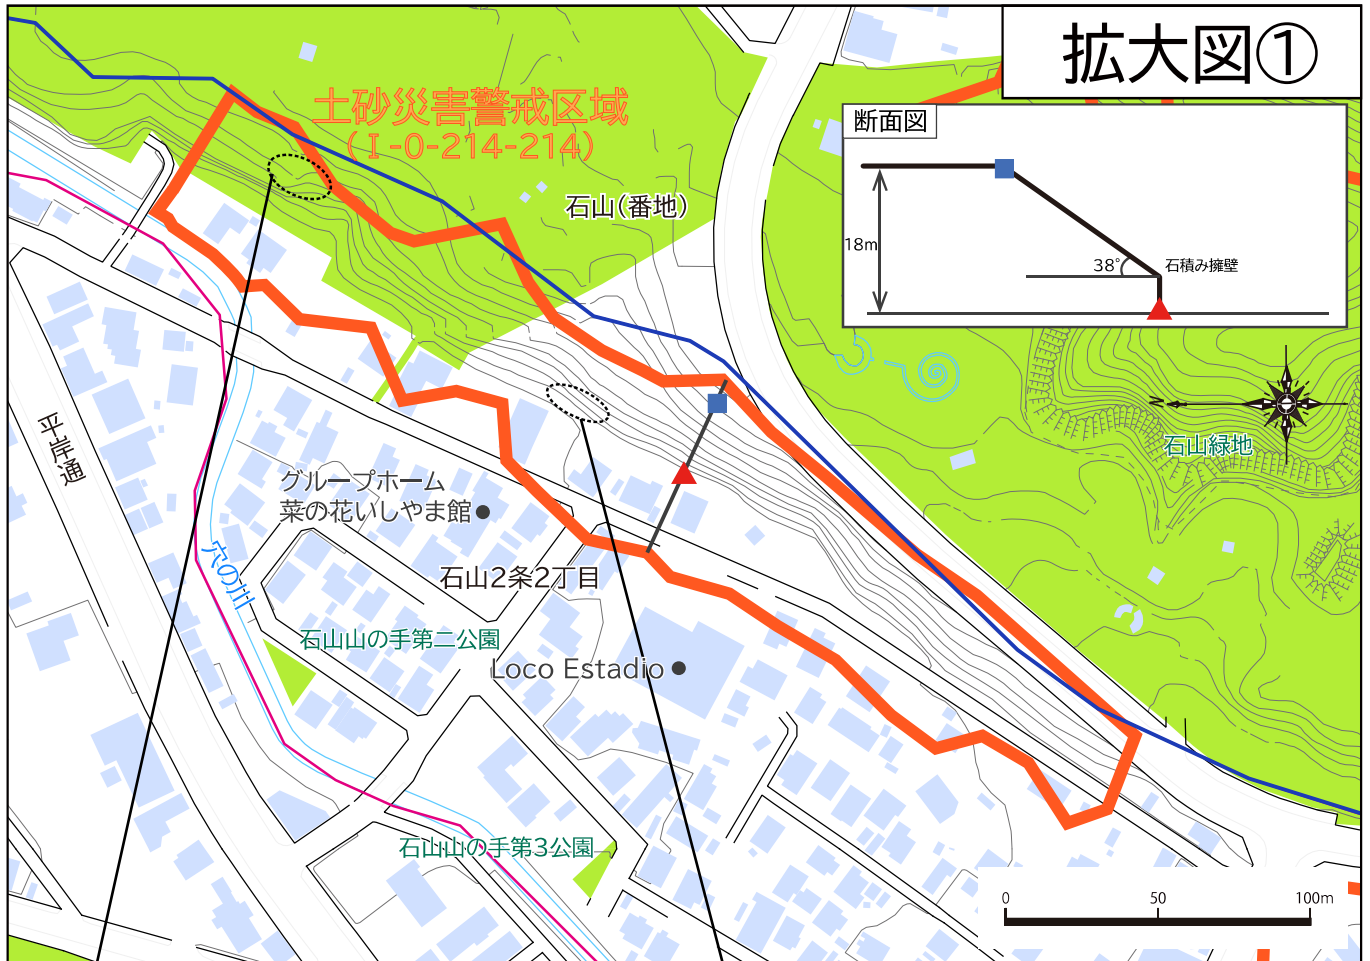 拡大図①
断面図
18m
38°
石積み擁壁
土砂災害警戒区域
(Ⅰ-0-214-214)
石山(番地)
N
石山緑地
平岸通
グループホーム
菜の花いしやま館
穴の川
石山2条2丁目
石山山の手第二公園
Loco Estadio
石山山の手第3公園
0 50 100m